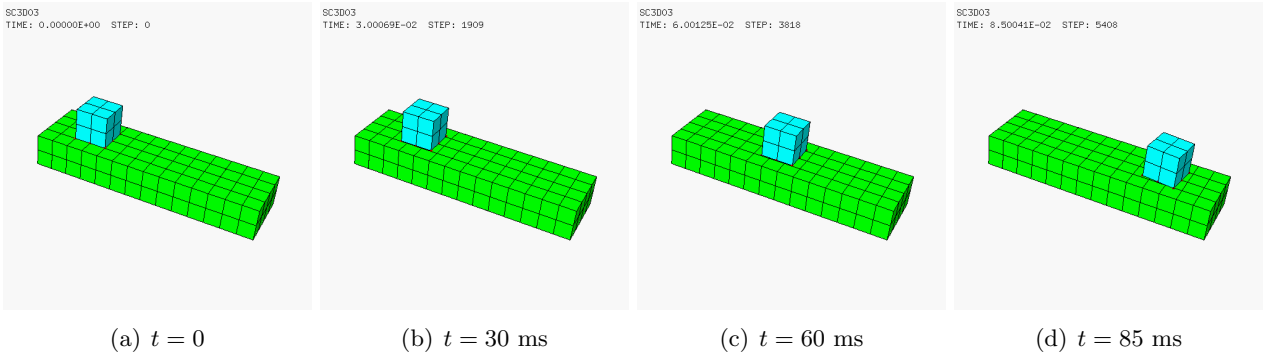 SC3D03
TIME: 0.00000E+00 STEP: 0
SC3D03
TIME: 3.00069E-02 STEP: 1909
SC3D03
TIME: 6.00125E-02 STEP: 3818
SC3D03
TIME: 8.50041E-02 STEP: 5408
(a) t = 0
(b) t = 30 ms
(c) t = 60 ms
(d) t = 85 ms